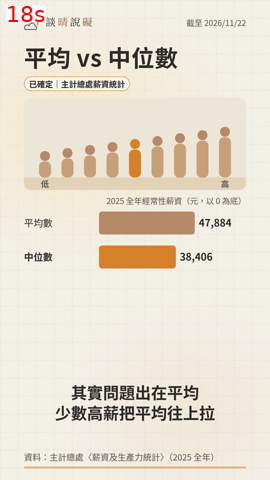 18s
談晴說礙
截至 2026/11/22
平均 vs 中位數
已確定｜主計總處薪資統計
低
高
2025 全年經常性薪資（元，以 0 為底）
平均數
47,884
中位數
38,406
其實問題出在平均
少數高薪把平均往上拉
資料：主計總處〈薪資及生產力統計〉（2025 全年）